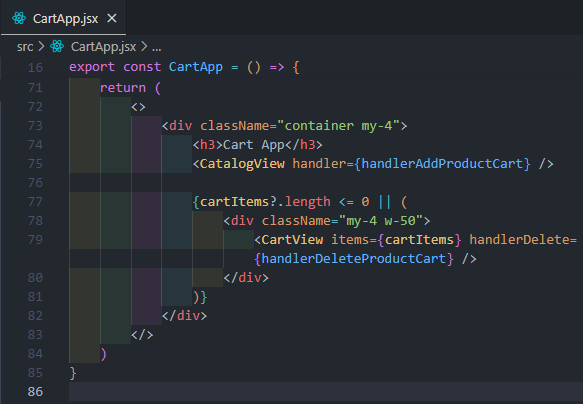 CartApp.jsx ×
src > CartApp.jsx > ...
16 export const CartApp = () => {
71 return (
72 <>
73 <div className="container my-4">
74 <h3>Cart App</h3>
75 <CatalogView handler={handlerAddProductCart} />
76
77 {cartItems?.length <= 0 || (
78 <div className="my-4 w-50">
79 <CartView items={cartItems} handlerDelete=
{handlerDeleteProductCart} />
80 </div>
81 )}
82 </div>
83 </>
84 )
85 }
86